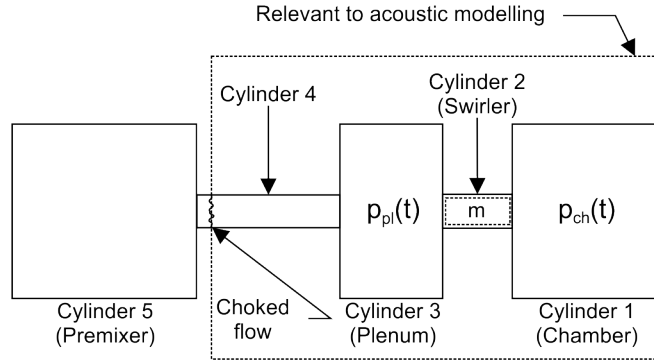 Relevant to acoustic modelling
Cylinder 4
Cylinder 2
(Swirler)
p_pl(t)
m
p_ch(t)
Cylinder 5
(Premixer)
Choked
flow
Cylinder 3
(Plenum)
Cylinder 1
(Chamber)